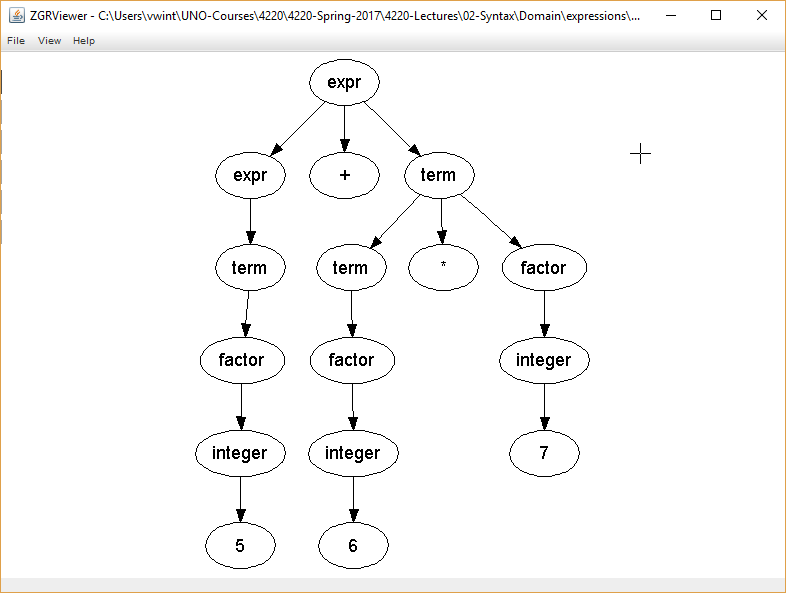 ZGRViewer - C:\Users\vwint\UNO-Courses\4220\4220-Spring-2017\4220-Lectures\02-Syntax\Domain\expressions\...
File View Help
expr
expr + term
term term * factor
factor factor integer
integer integer 7
5 6